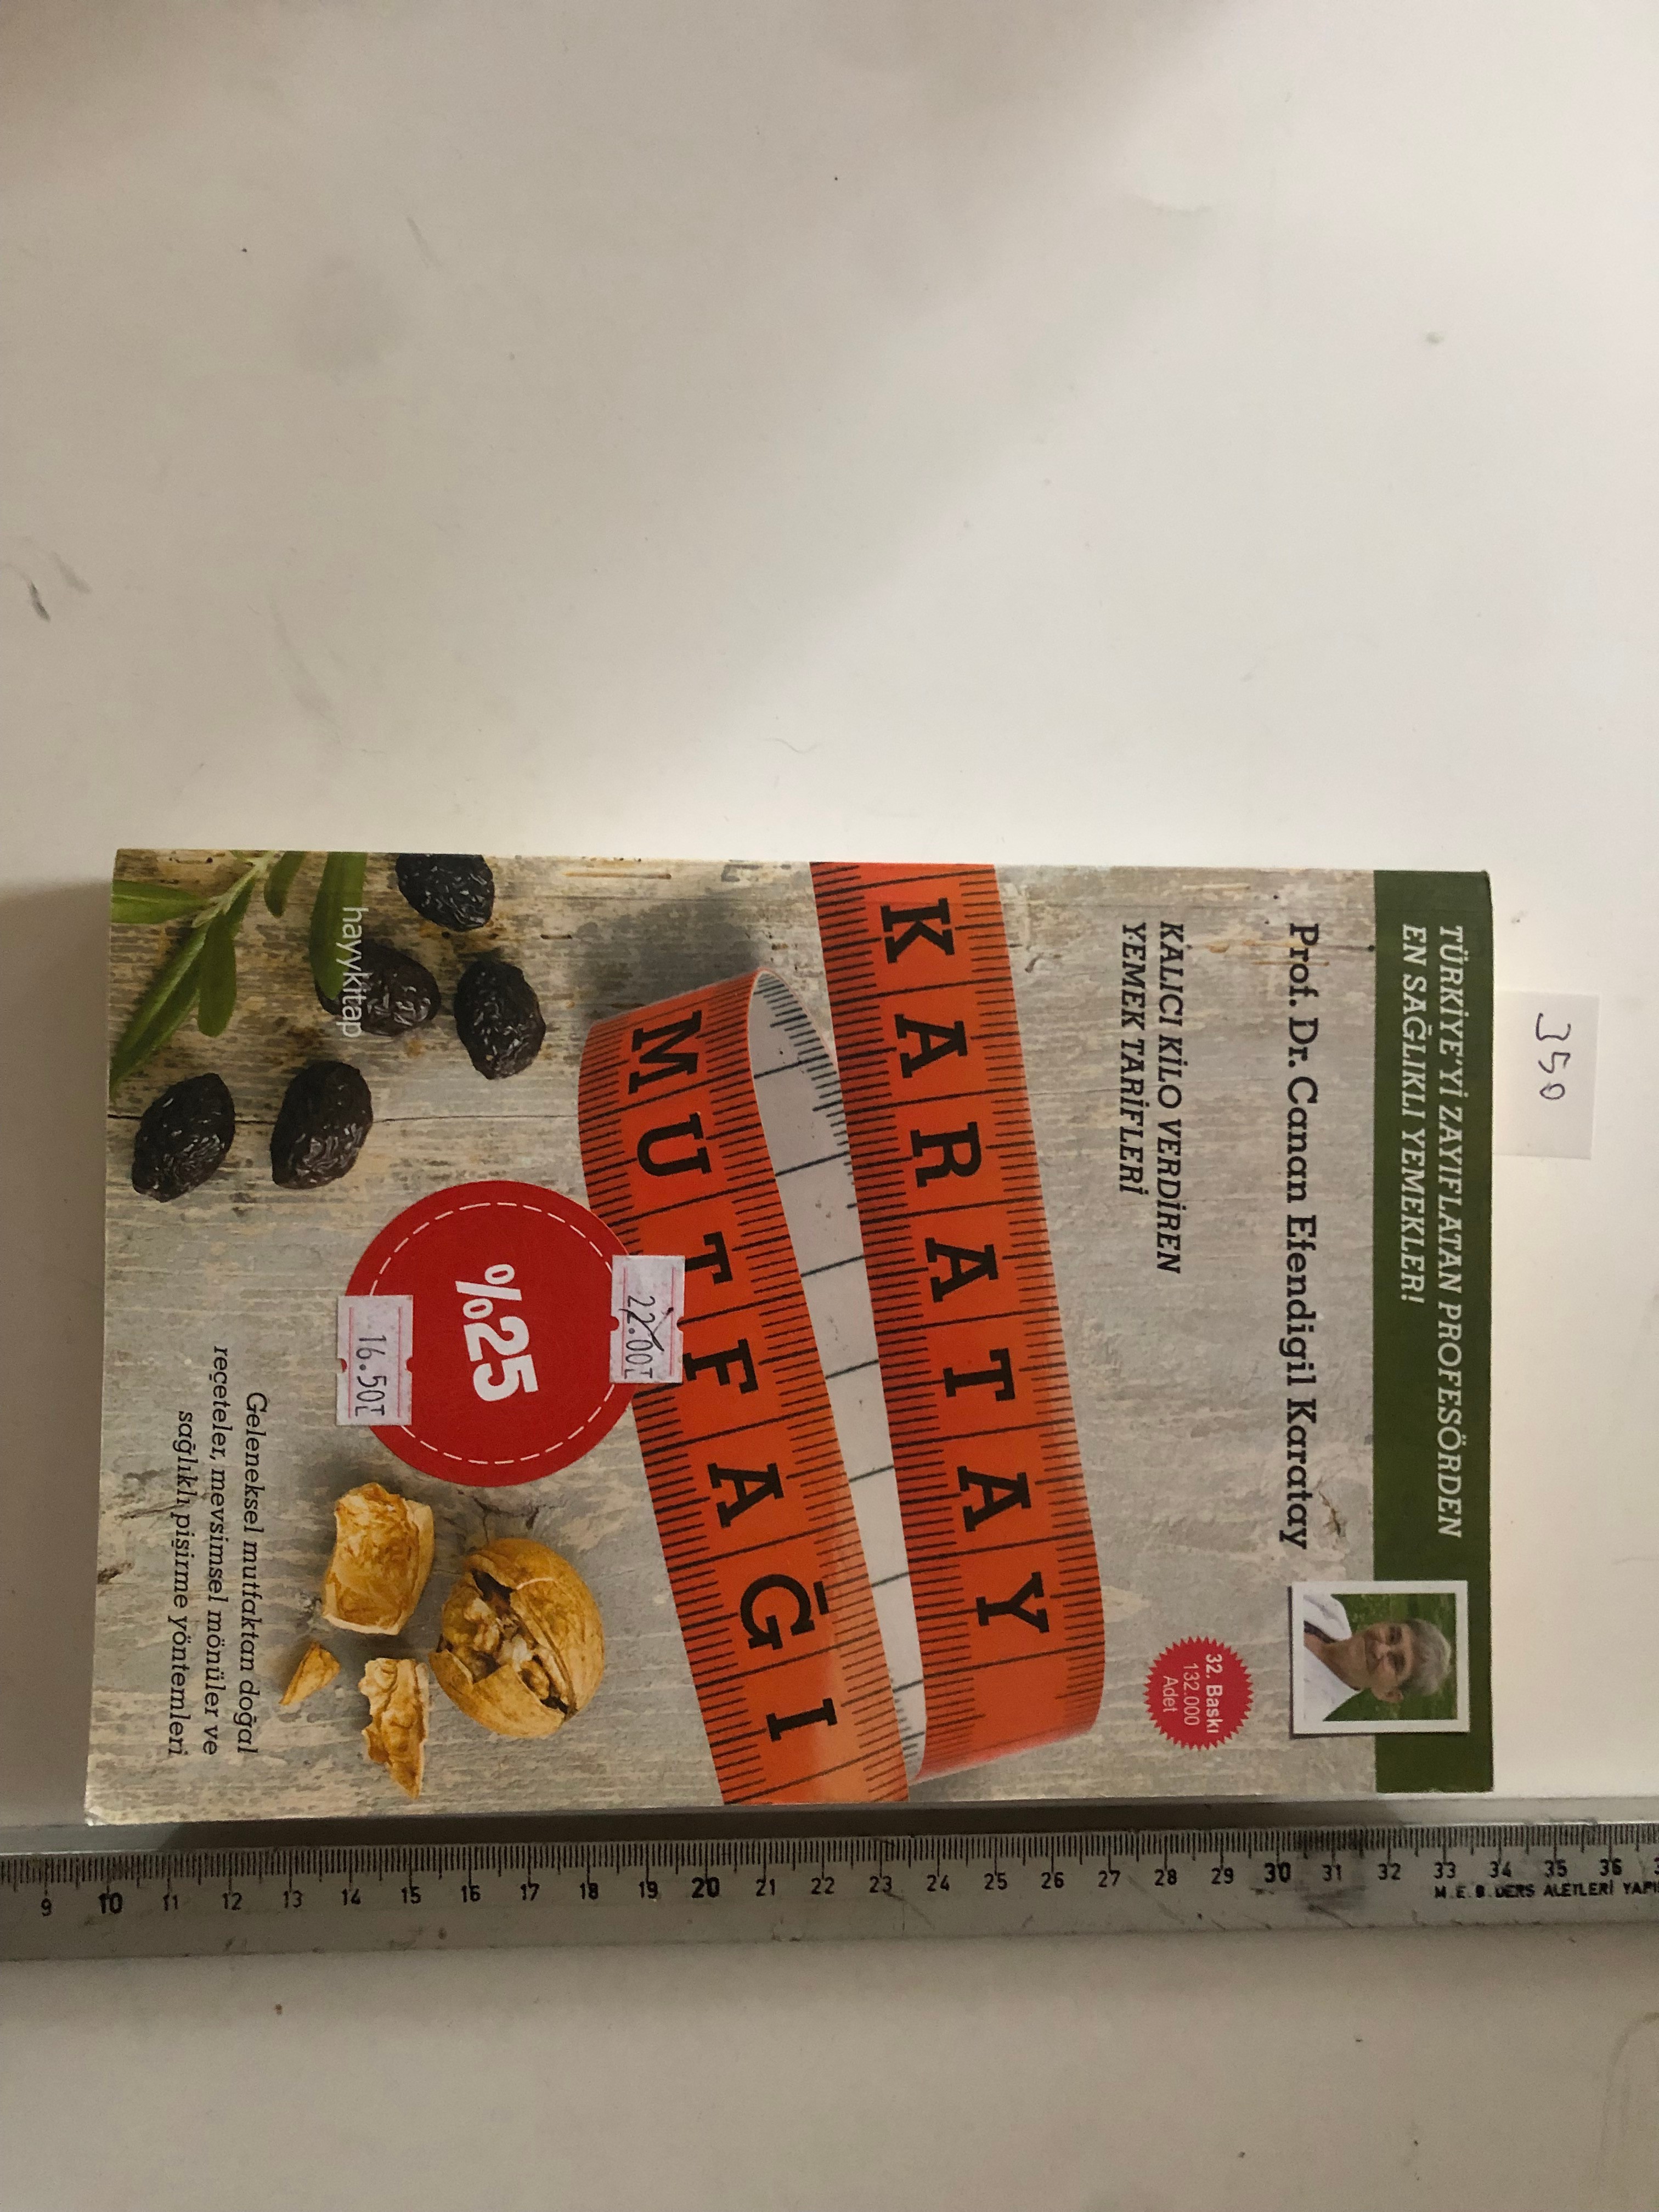 350
TÜRKİYE'Yİ ZAYIFLATAN PROFESÖRDEN
EN SAĞLIKLI YEMEKLER!
Prof. Dr. Canan Efendigil Karatay
32. Baskı
132.000
Adet
KALICI KİLO VERDİREN
YEMEK TARİFLERİ
KARATAY
MUTFAĞI
22.00T
%25
16.50T
hayykitap
Geleneksel mutfaktan doğal
reçeteler, mevsimsel mönüler ve
sağlıklı pişirme yöntemleri
9 10 11 12 13 14 15 16 17 18 19 20 21 22 23 24 25 26 27 28 29 30 31 32 33 34 35 36
M.E.B. DERS ALETLERİ YAPI